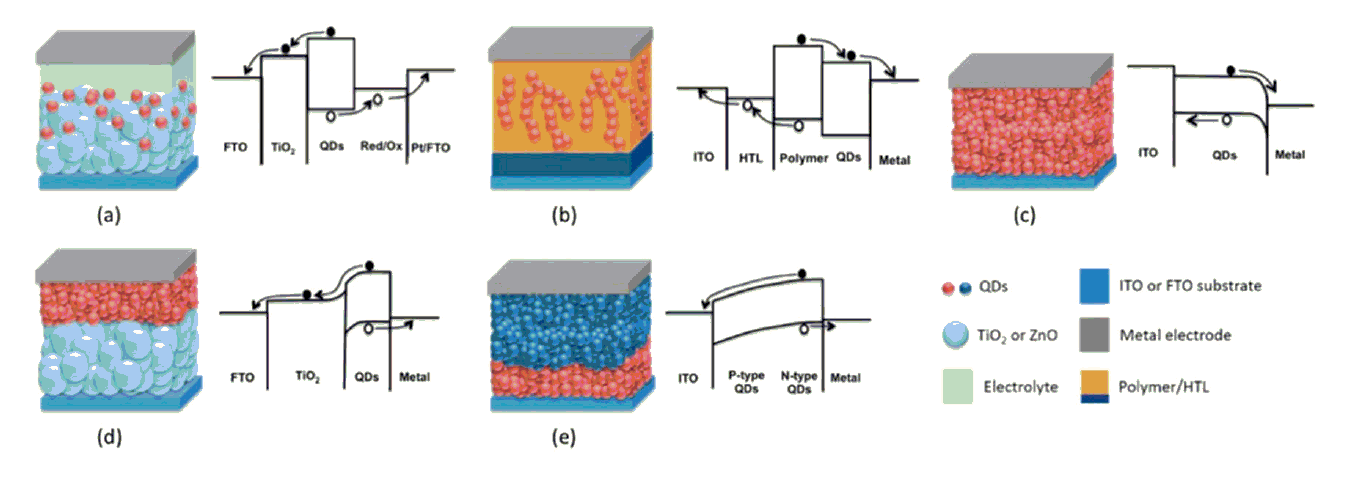 FTO
TiO₂
QDs
Red/Ox
Pt/FTO
(a)
ITO
HTL
Polymer
QDs
Metal
(b)
ITO
QDs
Metal
(c)
FTO
TiO₂
QDs
Metal
(d)
ITO
P-type
QDs
N-type
QDs
Metal
(e)
QDs
ITO or FTO substrate
TiO₂ or ZnO
Metal electrode
Electrolyte
Polymer/HTL